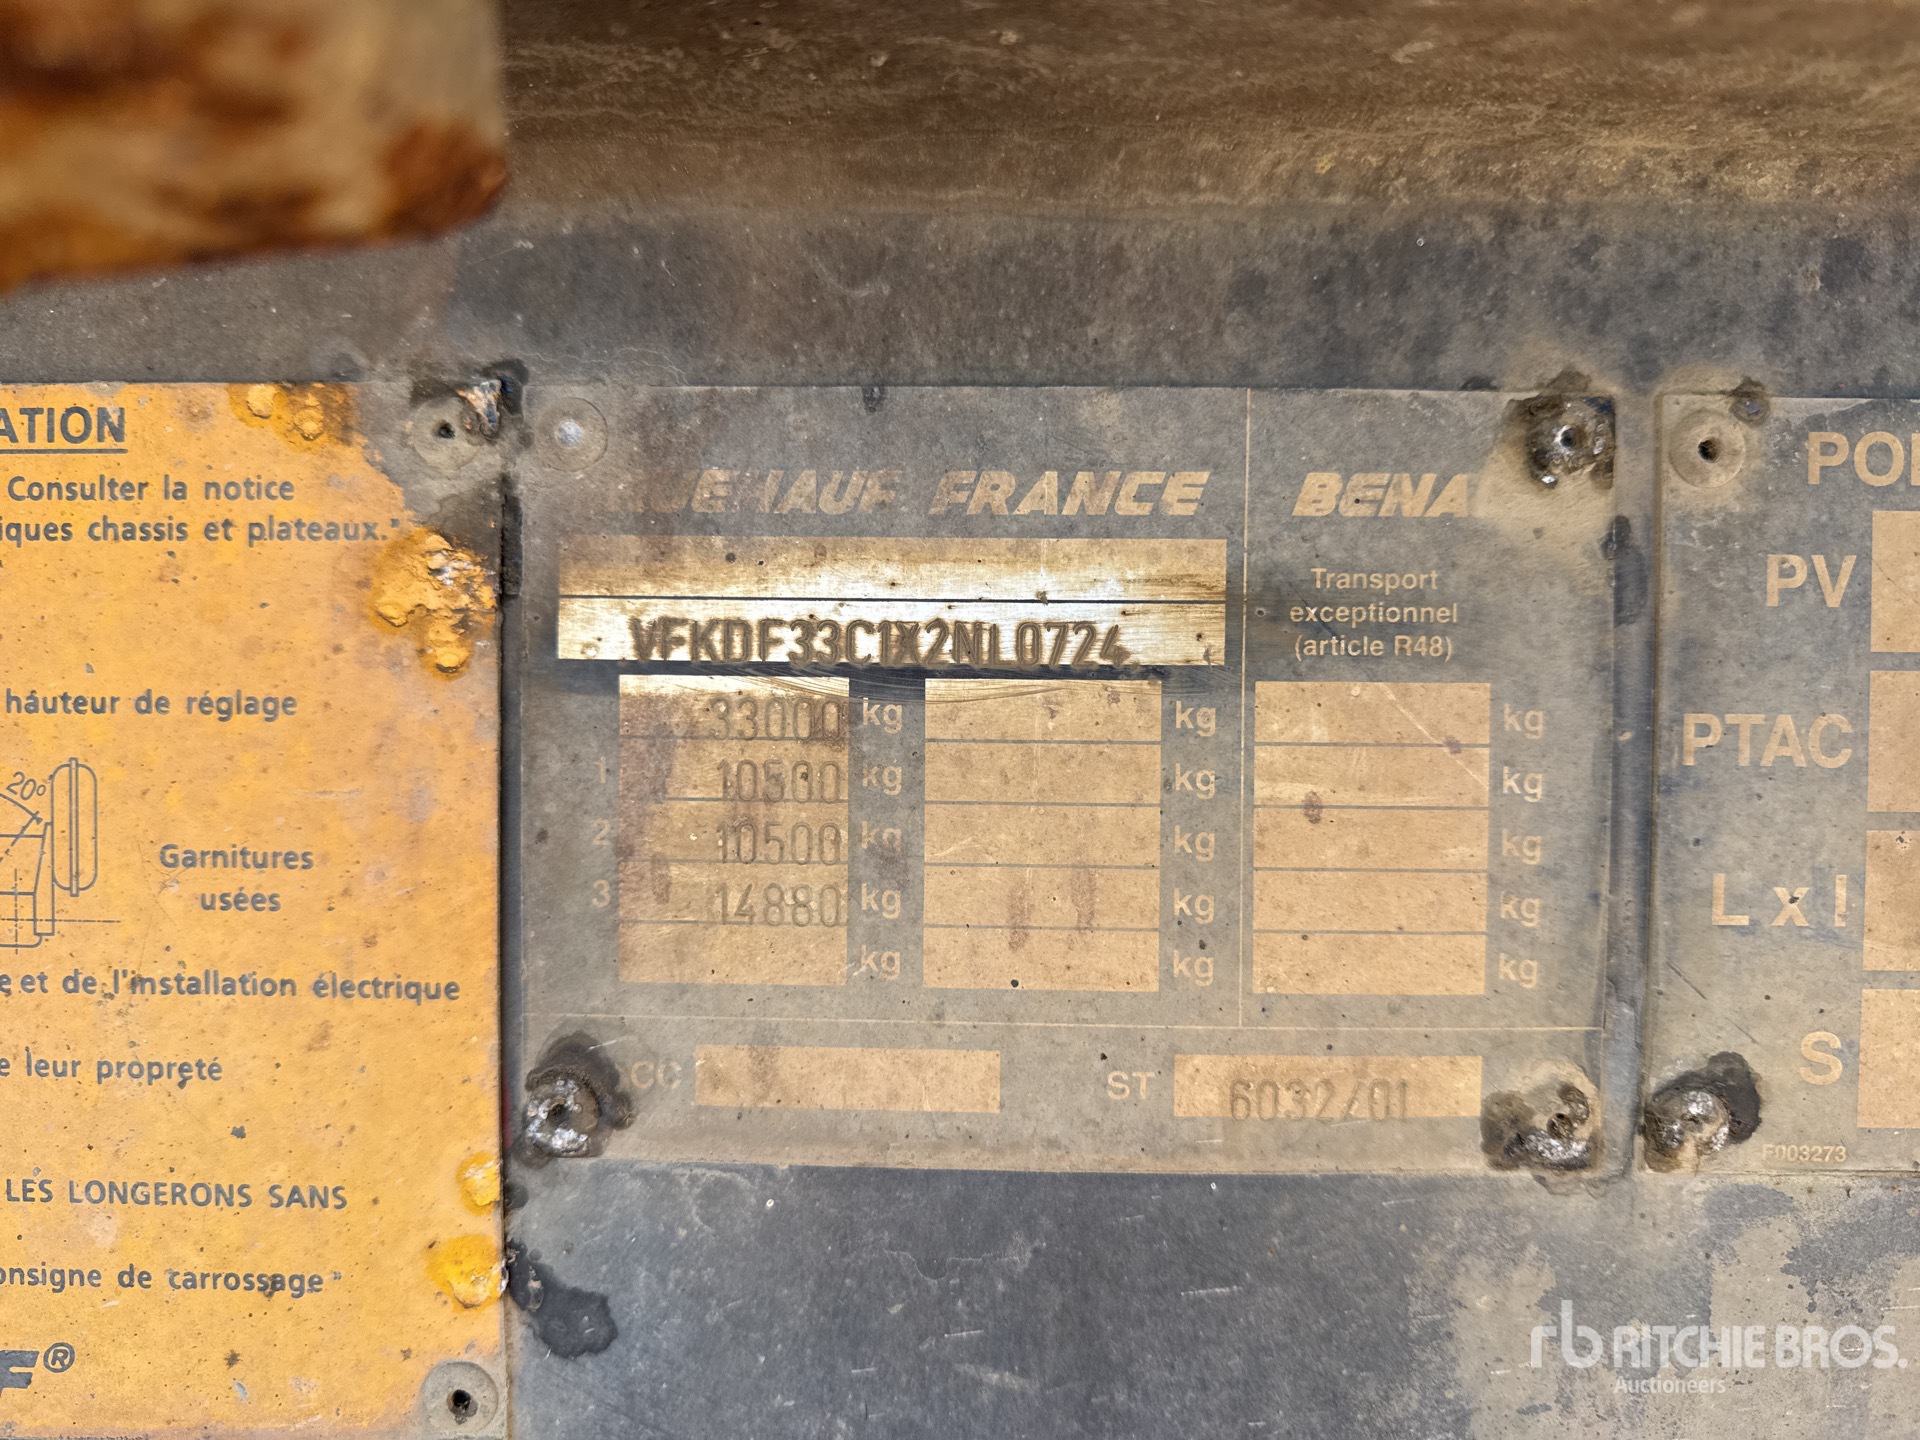 ATION
Consulter la notice
iques chassis et plateaux."
hauteur de réglage
20°
Garnitures
usées
e et de l'installation électrique
e leur propreté
LES LONGERONS SANS
onsigne de carrossage"
F®
FRUEHAUF FRANCE
VFKDF33C1X2NL0724
33000 kg kg
1 10500 kg kg
2 10500 kg kg
3 14880 kg kg
kg kg
BENA
Transport
exceptionnel
(article R48)
kg
kg
kg
kg
kg
CC
ST 6032/01
PO
PV
PTAC
L x l
S
F003273
rb RITCHIE BROS.
Auctioneers